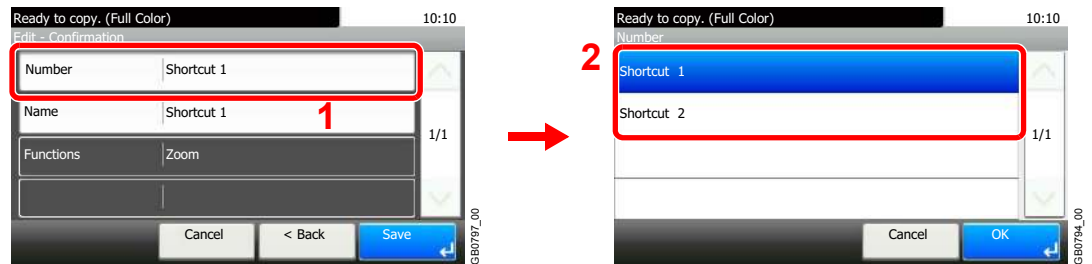 Ready to copy. (Full Color) 10:10
Edit - Confirmation
Number Shortcut 1
Name Shortcut 1
1
1/1
Functions Zoom
Cancel < Back Save
GB0797_00
Ready to copy. (Full Color) 10:10
Number
2
Shortcut 1
Shortcut 2
1/1
Cancel OK
GB0794_00